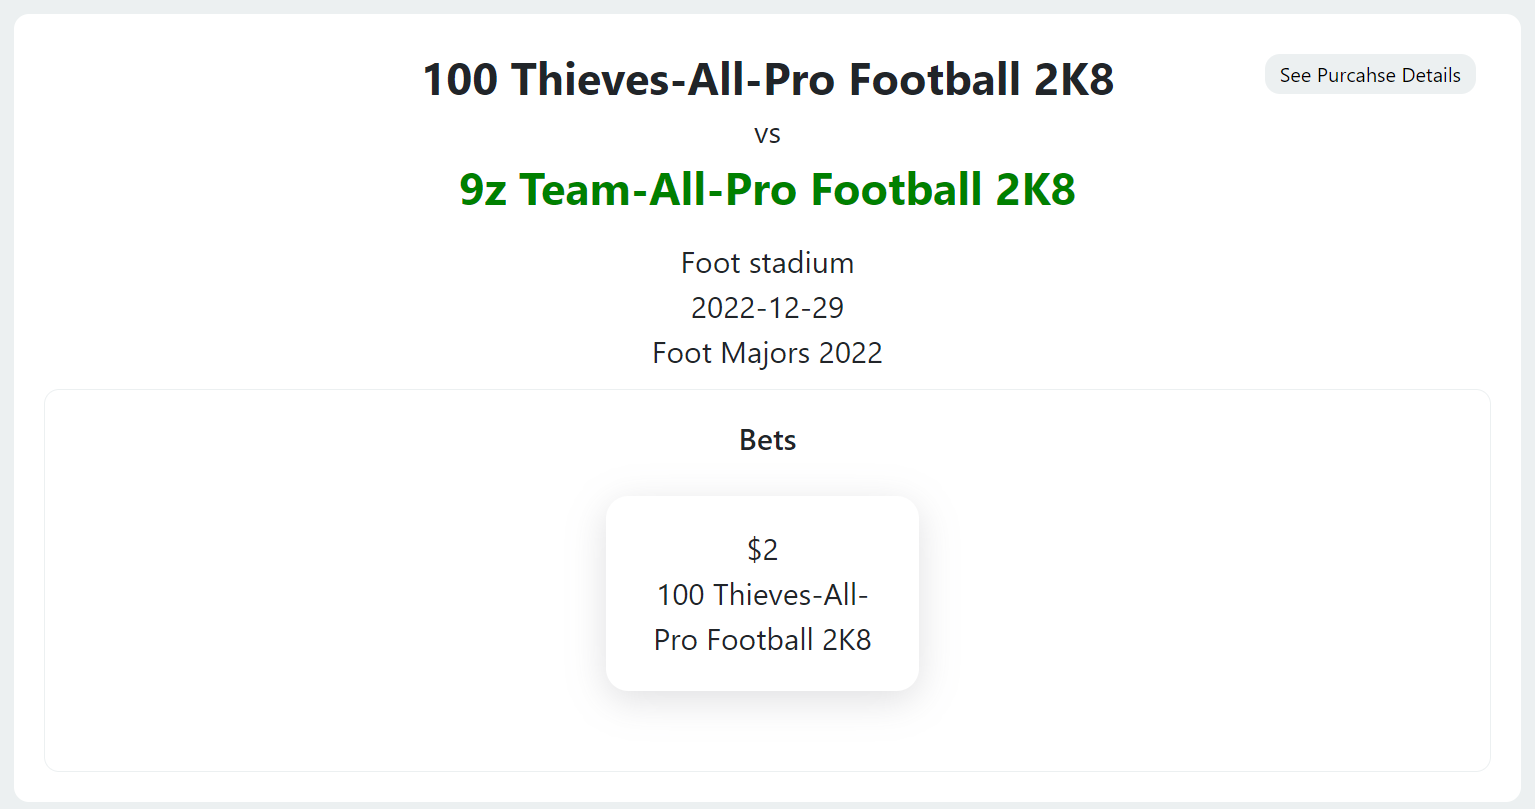 100 Thieves-All-Pro Football 2K8
See Purcahse Details
vs
9z Team-All-Pro Football 2K8
Foot stadium
2022-12-29
Foot Majors 2022
Bets
$2
100 Thieves-All-
Pro Football 2K8